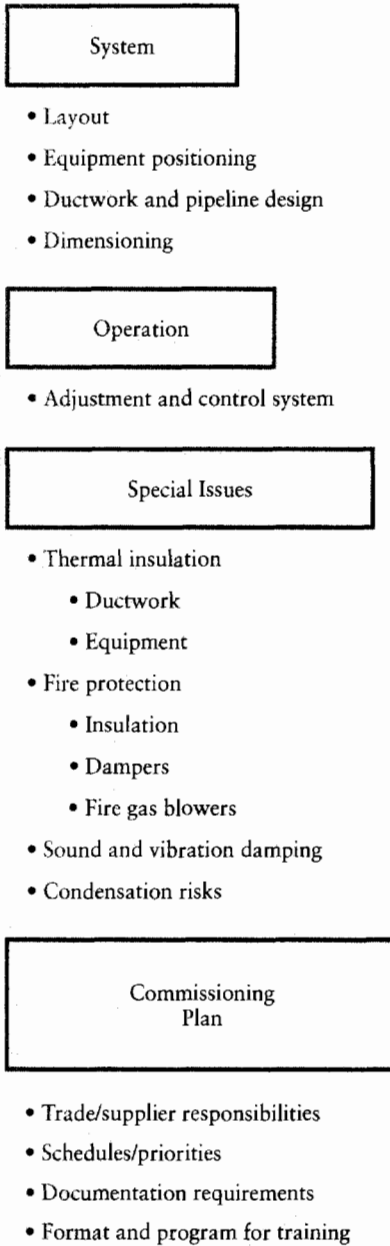 System
• Layout
• Equipment positioning
• Ductwork and pipeline design
• Dimensioning
Operation
• Adjustment and control system
Special Issues
• Thermal insulation
• Ductwork
• Equipment
• Fire protection
• Insulation
• Dampers
• Fire gas blowers
• Sound and vibration damping
• Condensation risks
Commissioning
Plan
• Trade/supplier responsibilities
• Schedules/priorities
• Documentation requirements
• Format and program for training